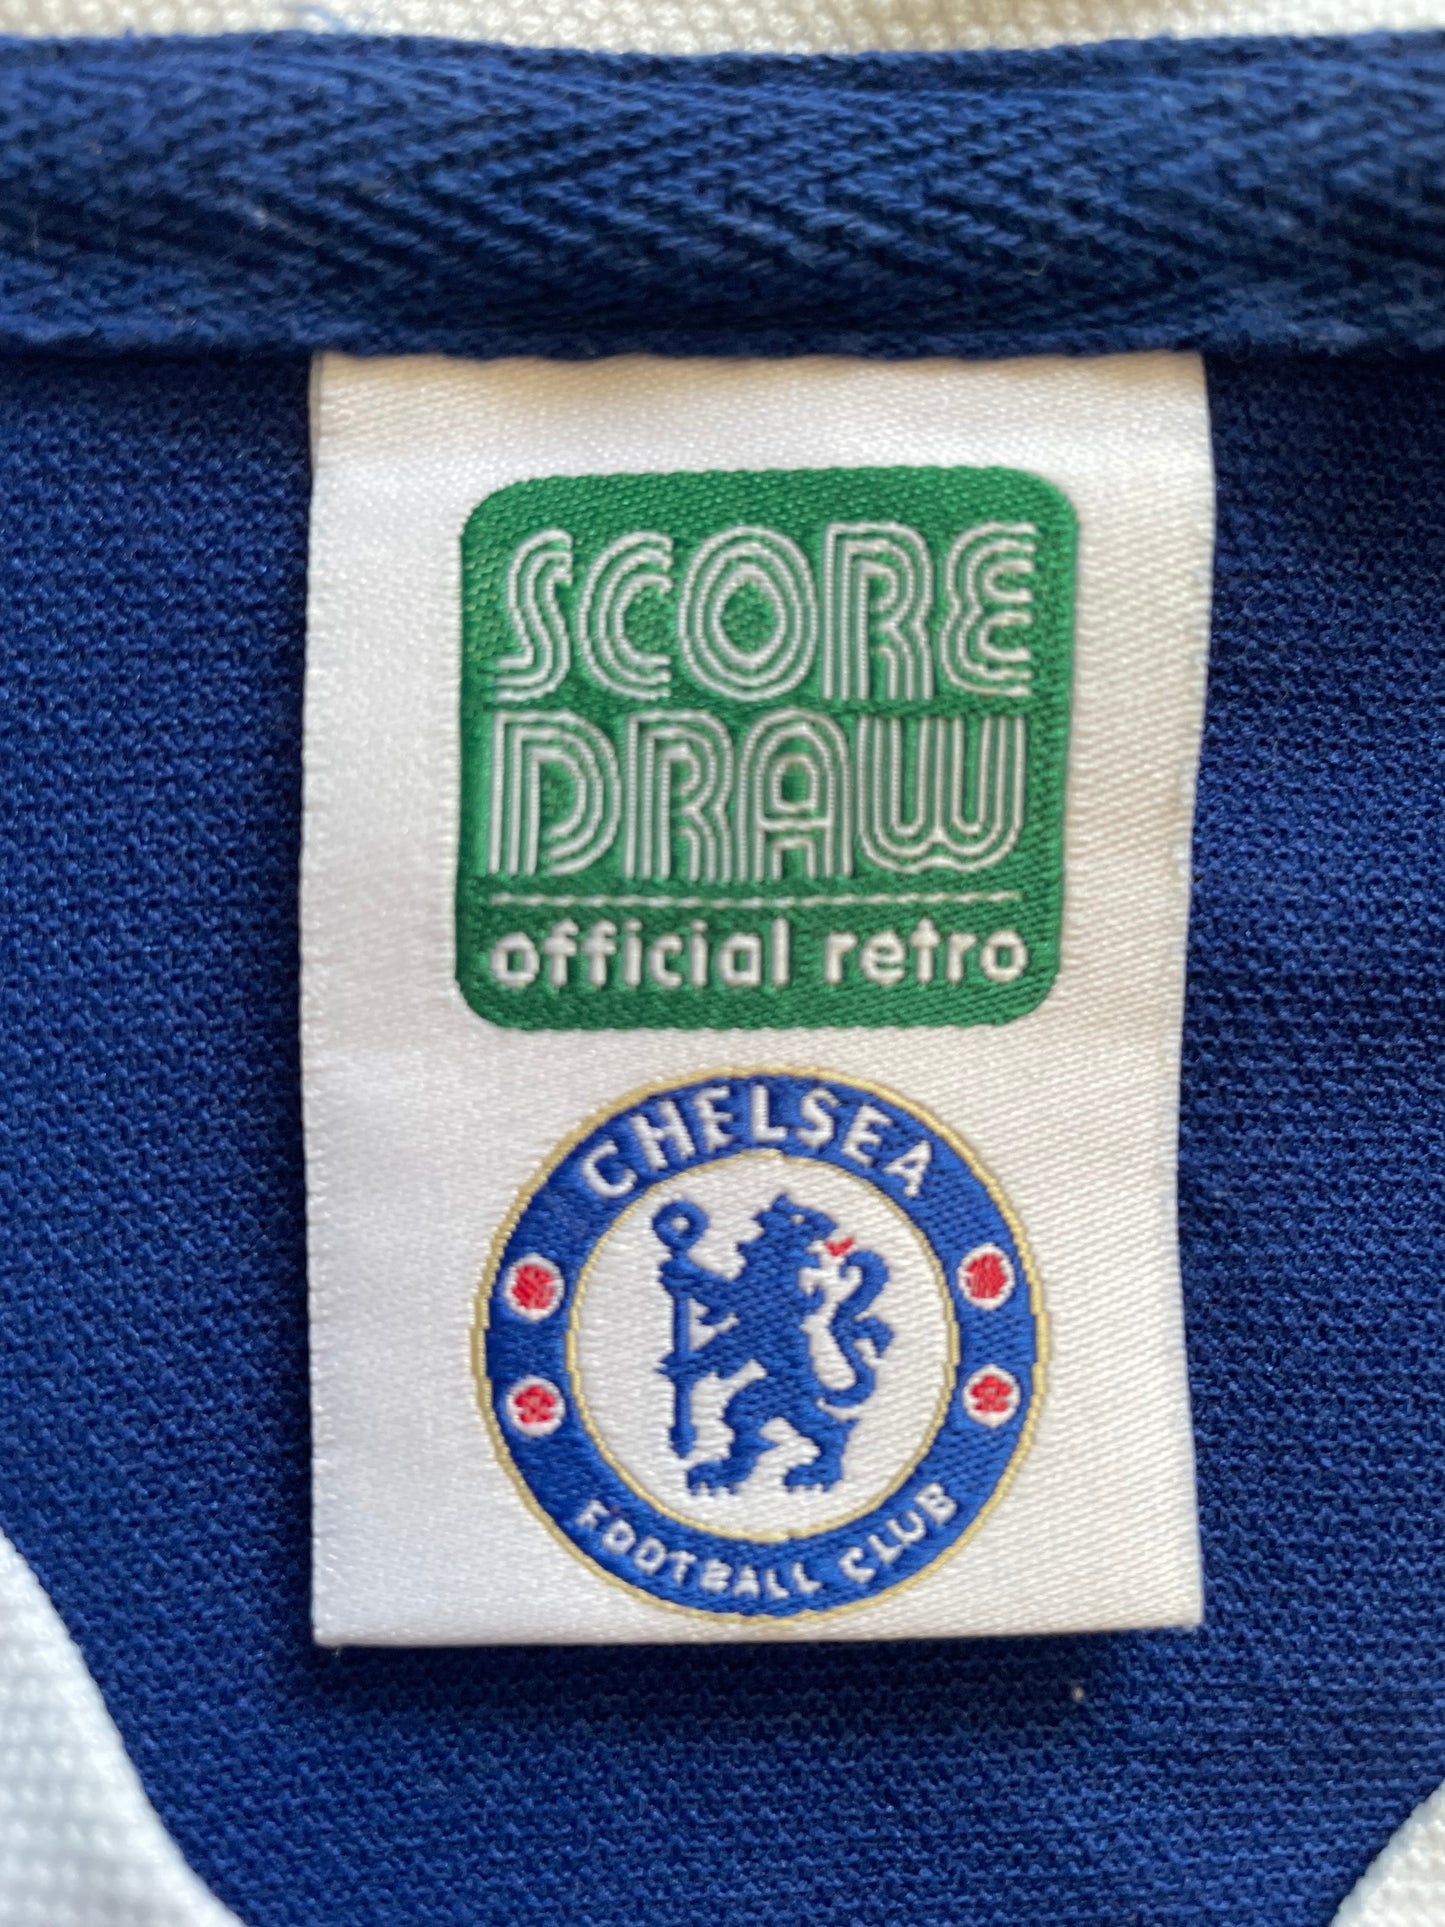 SCORE
DRAW
official retro
CHELSEA
FOOTBALL CLUB